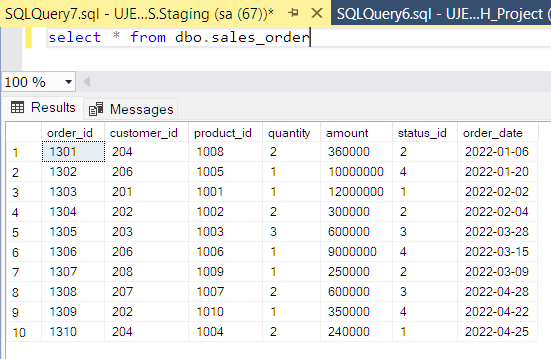 SQLQuery7.sql - UJE...S.Staging (sa (67))* SQLQuery6.sql - UJE...H_Project (
select * from dbo.sales_order
100 %
Results Messages
order_id customer_id product_id quantity amount status_id order_date
1 1301 204 1008 2 360000 2 2022-01-06
2 1302 206 1005 1 10000000 4 2022-01-20
3 1303 201 1001 1 12000000 1 2022-02-02
4 1304 202 1002 2 300000 2 2022-02-04
5 1305 203 1003 3 600000 3 2022-03-28
6 1306 206 1006 1 9000000 4 2022-03-15
7 1307 208 1009 1 250000 2 2022-03-09
8 1308 207 1007 2 600000 3 2022-04-28
9 1309 202 1010 1 350000 4 2022-04-22
10 1310 204 1004 2 240000 1 2022-04-25